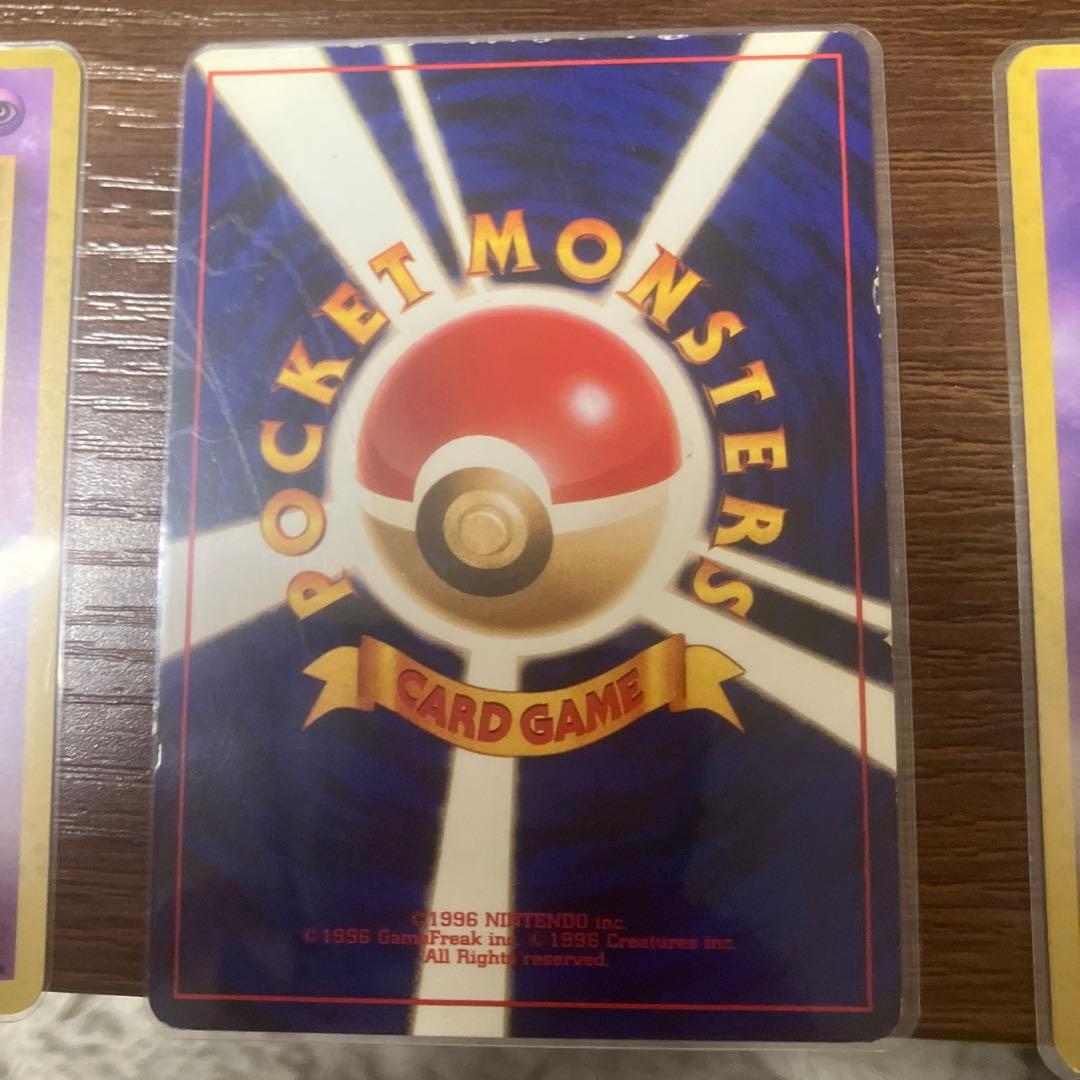 POCKET MONSTERS
CARD GAME
©1996 NINTENDO inc.
©1996 GameFreak inc. ©1996 Creatures inc.
All Rights reserved.